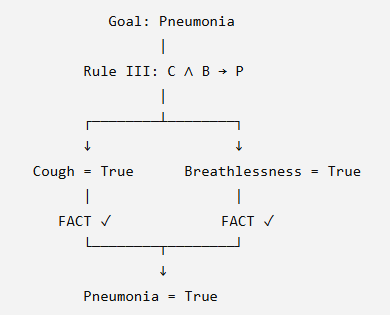 Goal: Pneumonia
Rule III: C ∧ B → P
Cough = True Breathlessness = True
FACT ✓ FACT ✓
Pneumonia = True